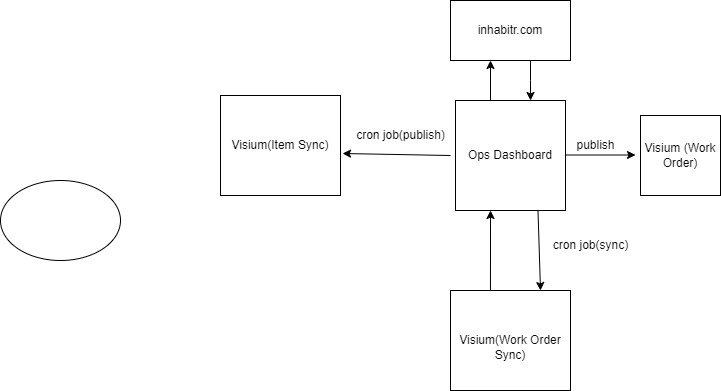 inhabitr.com
Visium(Item Sync)
cron job(publish)
Ops Dashboard
publish
Visium (Work
Order)
cron job(sync)
Visium(Work Order
Sync)